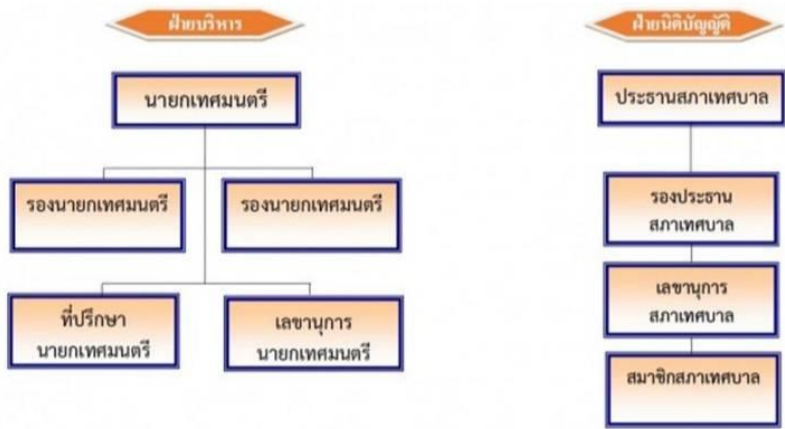 ฝ่ายบริหาร
นายกเทศมนตรี
รองนายกเทศมนตรี
รองนายกเทศมนตรี
ที่ปรึกษา
นายกเทศมนตรี
เลขานุการ
นายกเทศมนตรี
ฝ่ายนิติบัญญัติ
ประธานสภาเทศบาล
รองประธาน
สภาเทศบาล
เลขานุการ
สภาเทศบาล
สมาชิกสภาเทศบาล